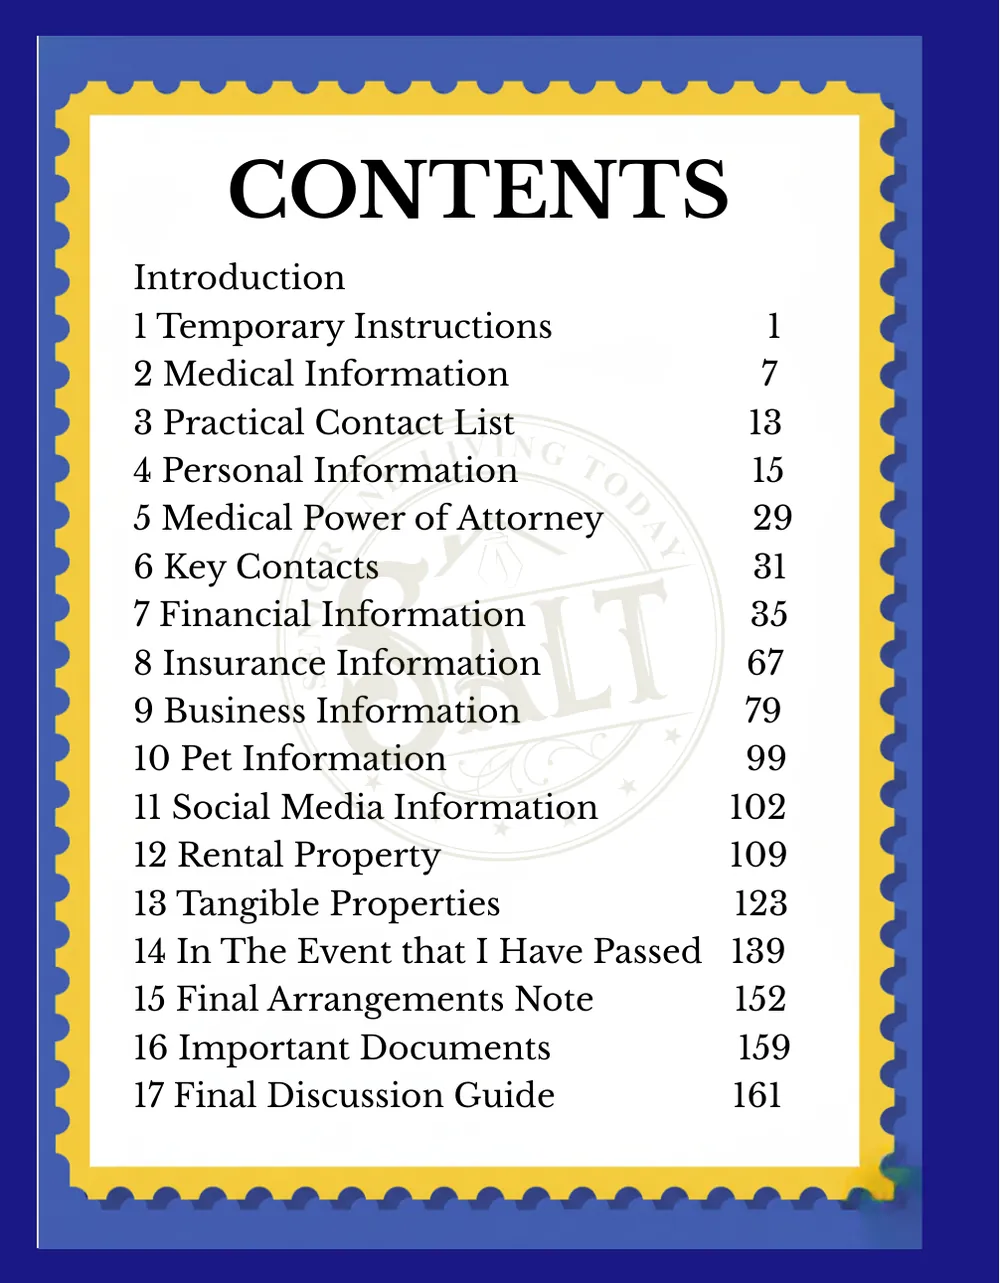 CONTENTS
Introduction
1 Temporary Instructions 1
2 Medical Information 7
3 Practical Contact List 13
4 Personal Information 15
5 Medical Power of Attorney 29
6 Key Contacts 31
7 Financial Information 35
8 Insurance Information 67
9 Business Information 79
10 Pet Information 99
11 Social Media Information 102
12 Rental Property 109
13 Tangible Properties 123
14 In The Event that I Have Passed 139
15 Final Arrangements Note 152
16 Important Documents 159
17 Final Discussion Guide 161
LIVING TODAY
SALT